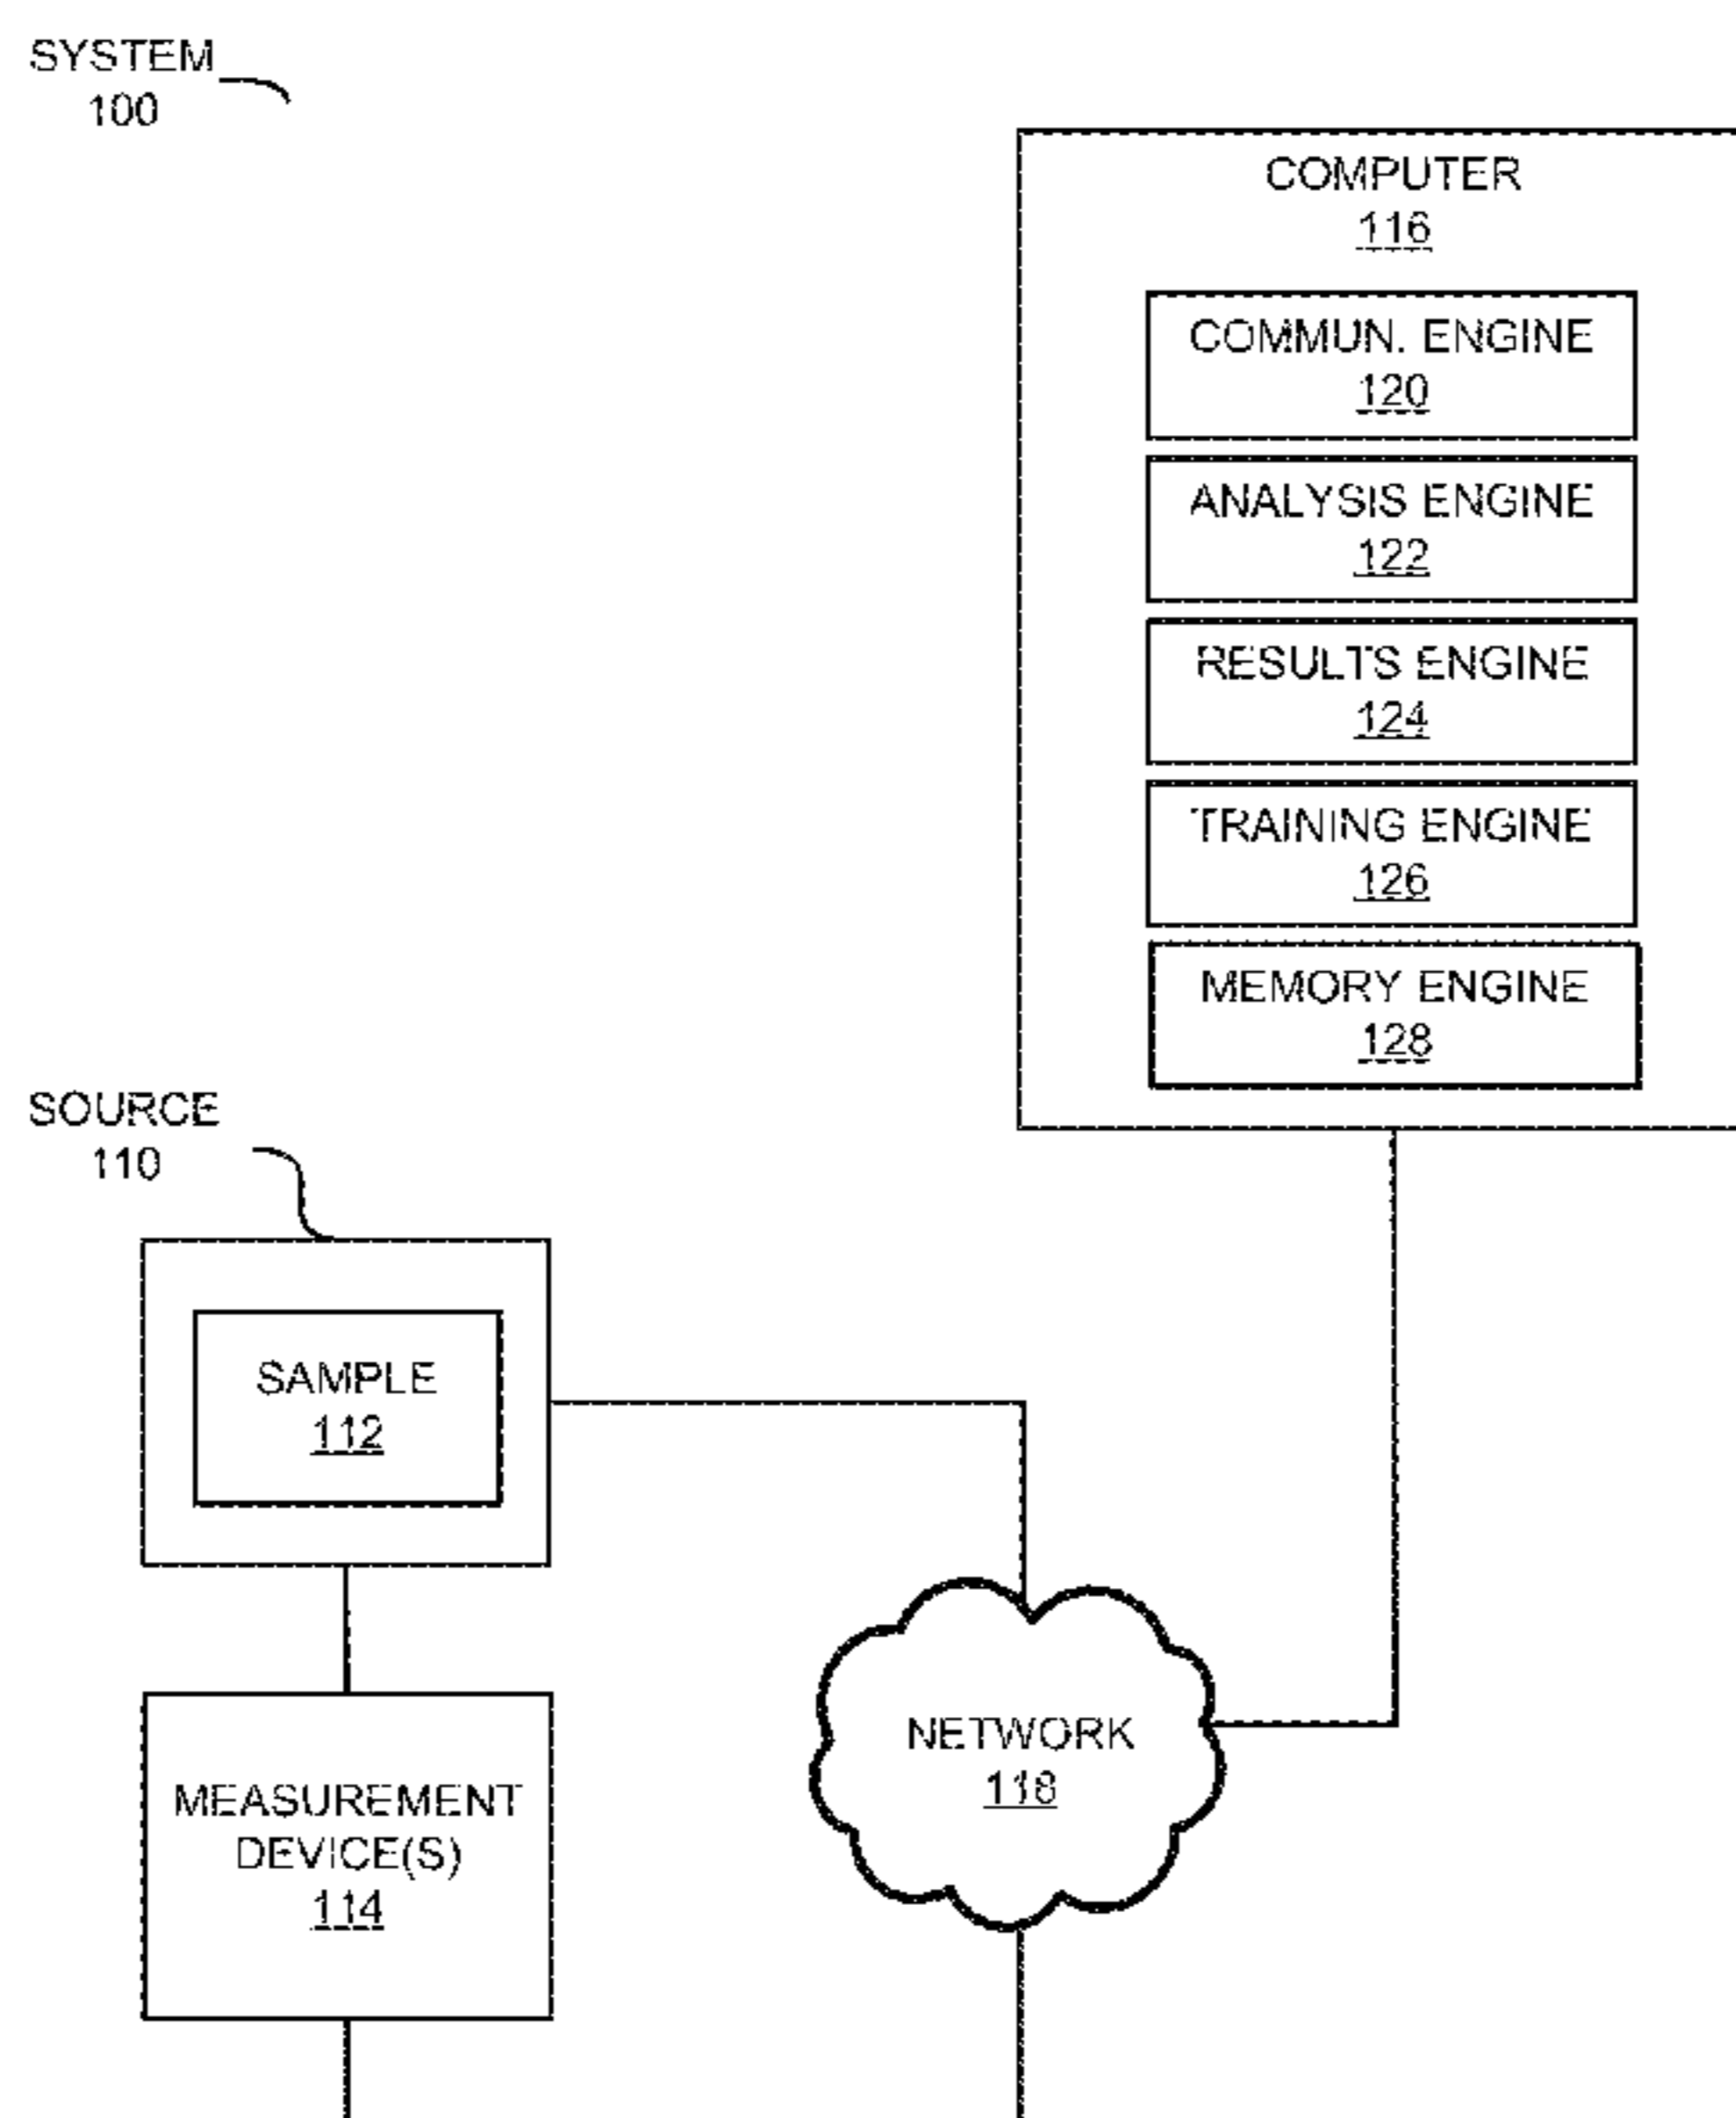 SYSTEM
100
COMPUTER
116
COMMUN. ENGINE
120
ANALYSIS ENGINE
122
RESULTS ENGINE
124
TRAINING ENGINE
126
MEMORY ENGINE
128
SOURCE
110
SAMPLE
112
NETWORK
118
MEASUREMENT
DEVICE(S)
114